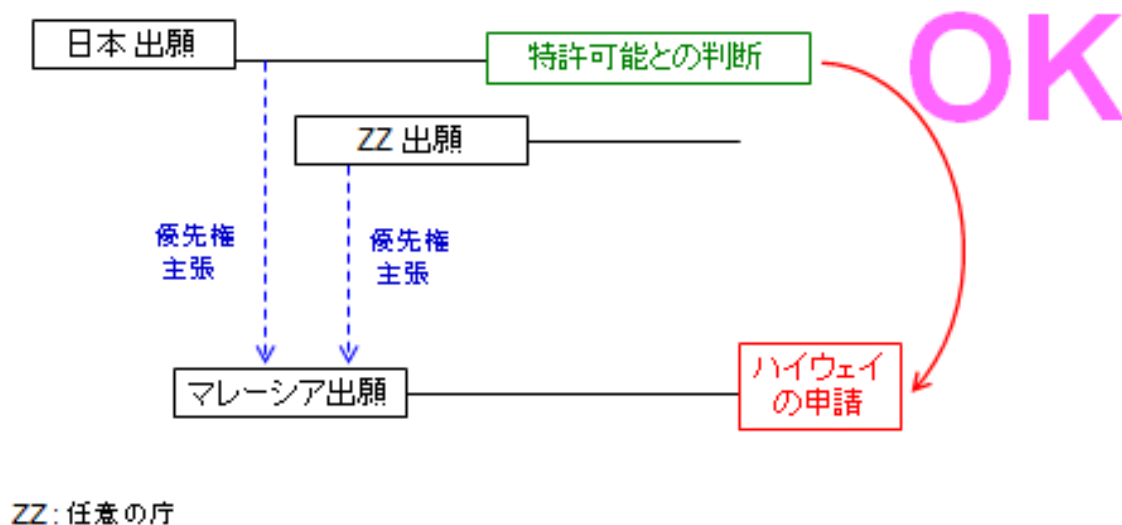 日本出願
特許可能との判断
OK
ZZ 出願
優先権
主張
優先権
主張
マレーシア出願
ハイウェイ
の申請
ZZ：任意の庁